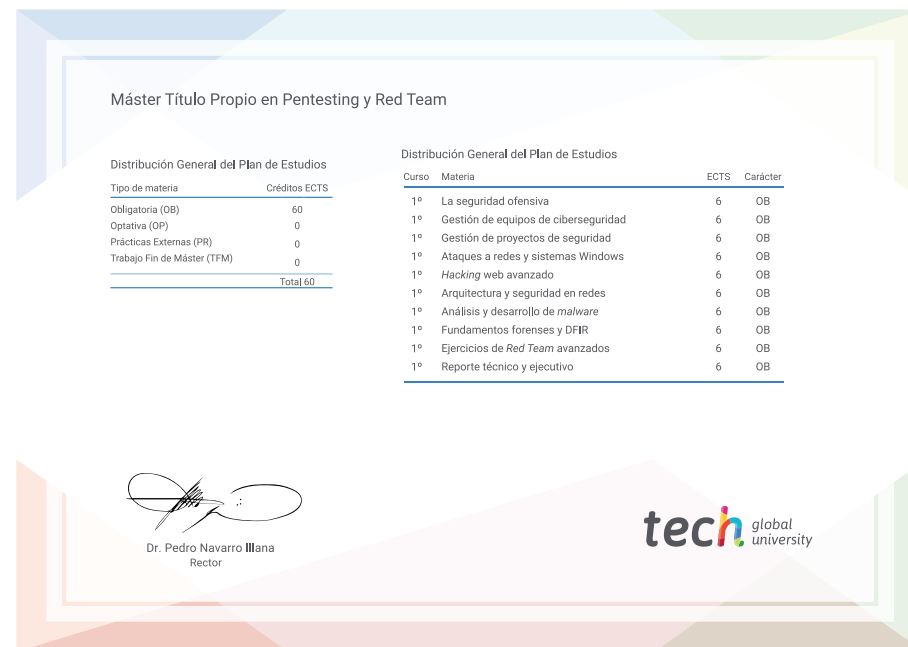 Máster Título Propio en Pentesting y Red Team
Distribución General del Plan de Estudios
Tipo de materia Créditos ECTS
Obligatoria (OB) 60
Optativa (OP) 0
Prácticas Externas (PR) 0
Trabajo Fin de Máster (TFM) 0
Total 60
Distribución General del Plan de Estudios
Curso Materia ECTS Carácter
1º La seguridad ofensiva 6 OB
1º Gestión de equipos de ciberseguridad 6 OB
1º Gestión de proyectos de seguridad 6 OB
1º Ataques a redes y sistemas Windows 6 OB
1º Hacking web avanzado 6 OB
1º Arquitectura y seguridad en redes 6 OB
1º Análisis y desarrollo de malware 6 OB
1º Fundamentos forenses y DFIR 6 OB
1º Ejercicios de Red Team avanzados 6 OB
1º Reporte técnico y ejecutivo 6 OB
Dr. Pedro Navarro Illana
Rector
tech global
university